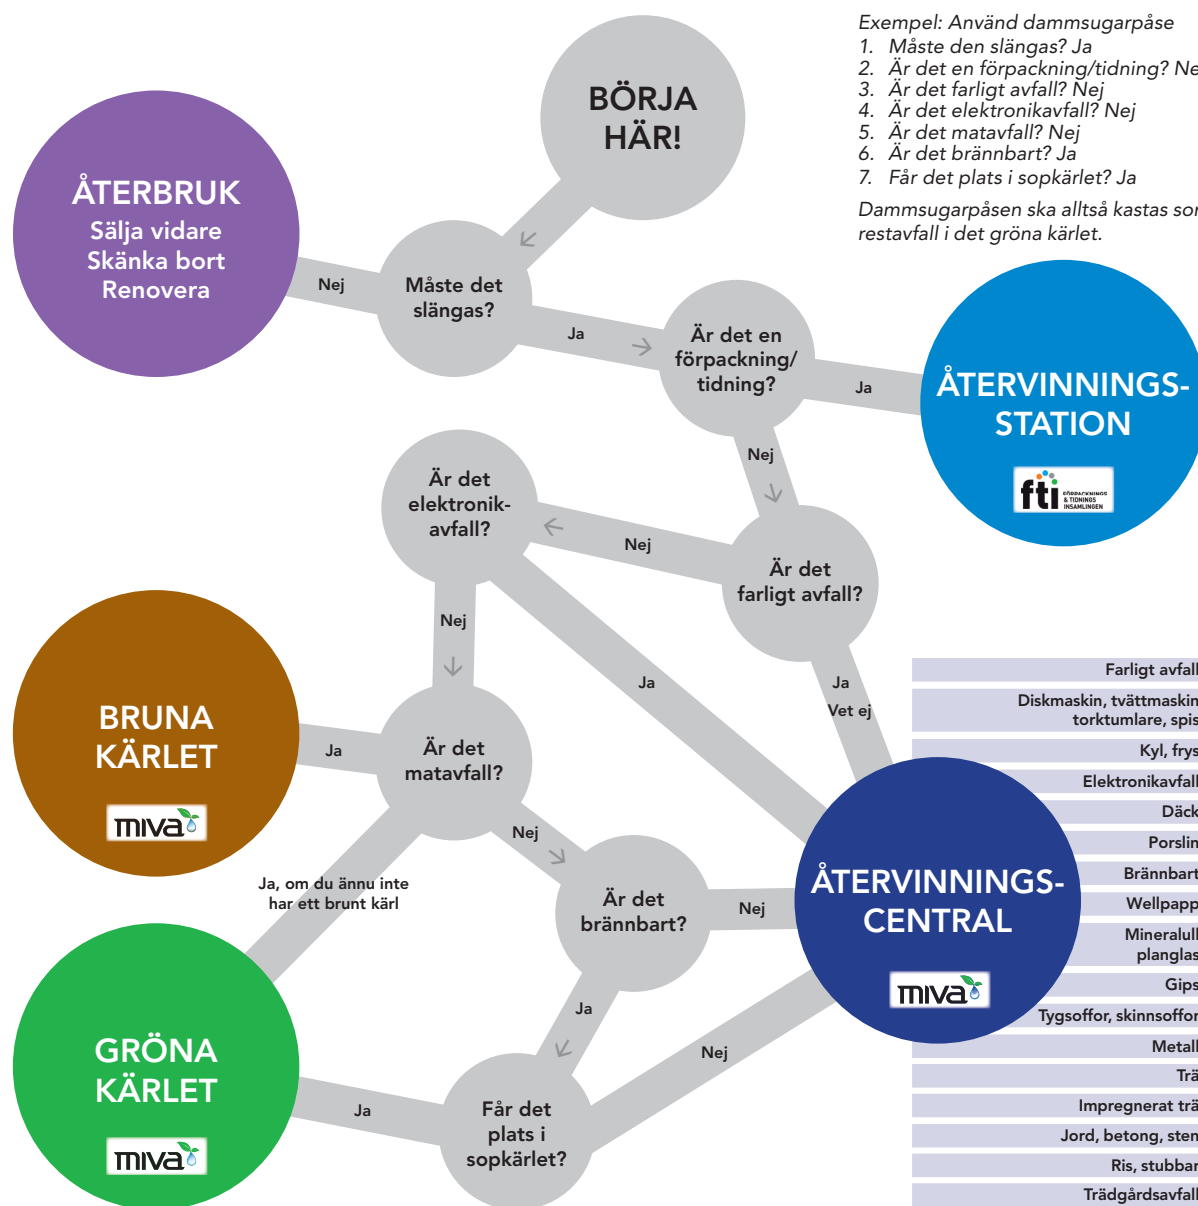 Exempel: Använd dammsugarpåse
1. Måste den slängas? Ja
2. Är det en förpackning/tidning? Ne
3. Är det farligt avfall? Nej
4. Är det elektronikavfall? Nej
5. Är det matavfall? Nej
6. Är det brännbart? Ja
7. Får det plats i sopkärlet? Ja
Dammsugarpåsen ska alltså kastas som
restavfall i det gröna kärlet.
BÖRJA
HÄR!
ÅTERBRUK
Sälja vidare
Skänka bort
Renovera
Nej
Måste det
slängas?
Ja
Är det en
förpackning/
tidning?
Ja
ÅTERVINNINGS-
STATION
fti
FÖRPACKNINGS
& TIDNINGS
INSAMLINGEN
Nej
Är det
farligt avfall?
Nej
Är det
elektronik-
avfall?
Nej
Ja
Ja
Vet ej
BRUNA
KÄRLET
miva
Ja
Är det
matavfall?
Nej
Ja, om du ännu inte
har ett brunt kärl
Är det
brännbart?
Nej
ÅTERVINNINGS-
CENTRAL
miva
Ja
GRÖNA
KÄRLET
miva
Ja
Får det
plats i
sopkärlet?
Nej
Farligt avfall
Diskmaskin, tvättmaskin
torktumlare, spis
Kyl, frys
Elektronikavfall
Däck
Porslin
Brännbart
Wellpapp
Mineralull
planglas
Gips
Tygsoffor, skinnsoffor
Metall
Trä
Impregnerat trä
Jord, betong, sten
Ris, stubbar
Trädgårdsavfall